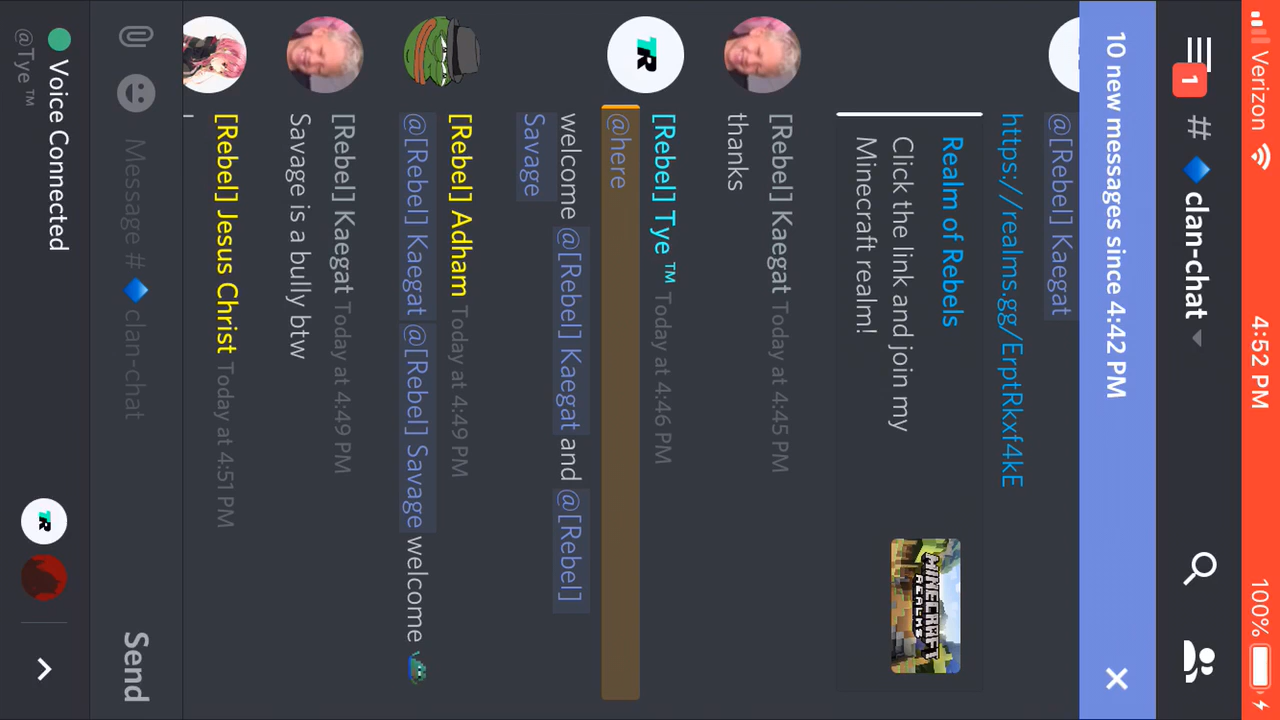 Verizon 4:52 PM 100%
1 # clan-chat
10 new messages since 4:42 PM
@[Rebel] Kaegat
https://realms.gg/ErptRkxf4kE
Realm of Rebels
Click the link and join my
Minecraft realm!
MINECRAFT
REALMS
[Rebel] Kaegat Today at 4:45 PM
thanks
TR
[Rebel] Tye ™ Today at 4:46 PM
@here
welcome @[Rebel] Kaegat and @[Rebel]
Savage
[Rebel] Adham Today at 4:49 PM
@[Rebel] Kaegat @[Rebel] Savage welcome
[Rebel] Kaegat Today at 4:49 PM
Savage is a bully btw
[Rebel] Jesus Christ Today at 4:51 PM
Message # clan-chat Send
Voice Connected
@Tye ™
TR